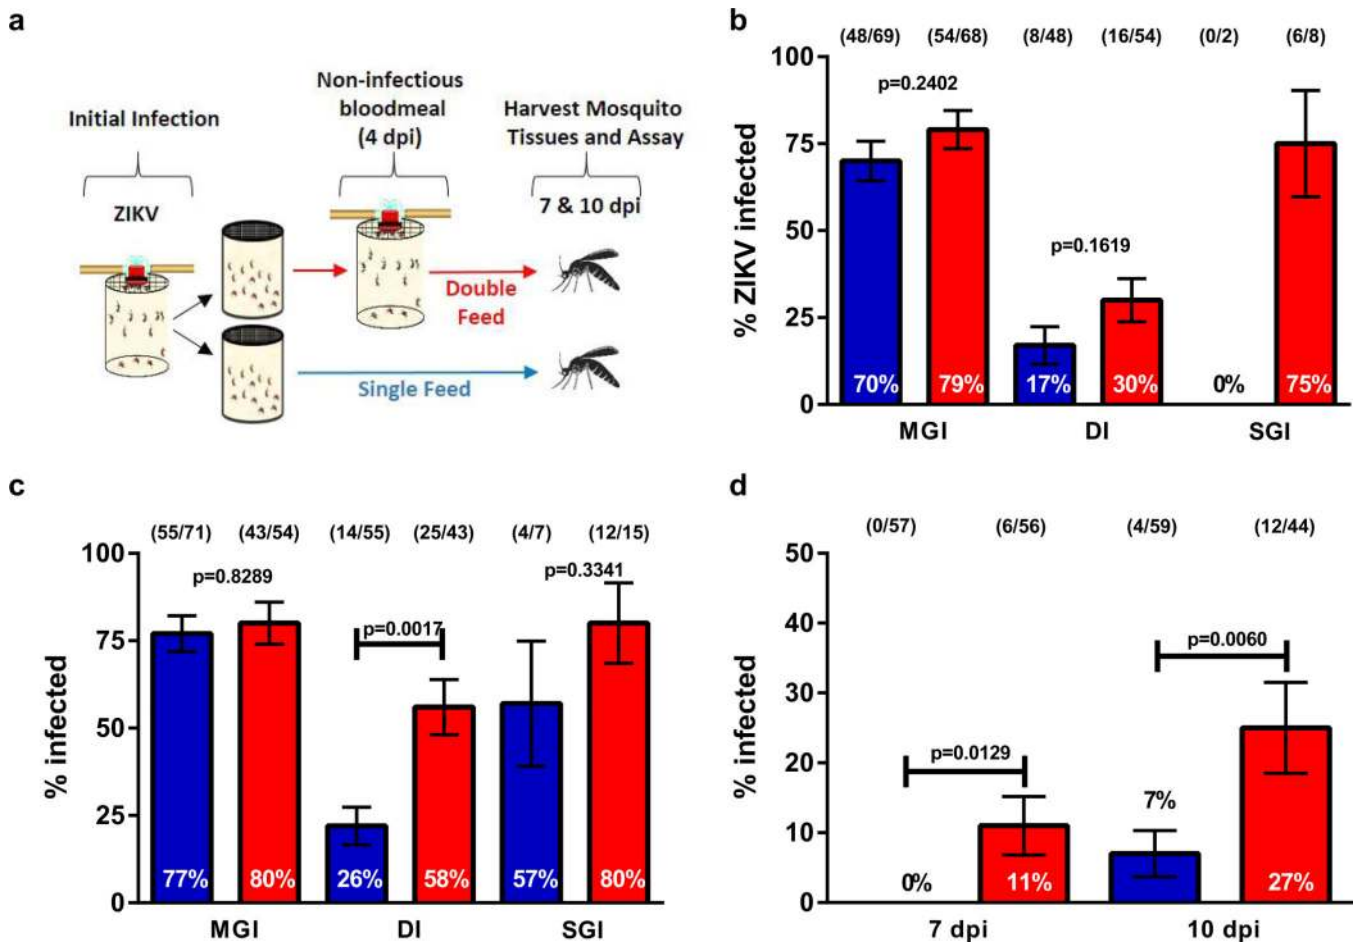 a
Initial Infection
ZIKV
Non-infectious
bloodmeal
(4 dpi)
Harvest Mosquito
Tissues and Assay
7 & 10 dpi
Double
Feed
Single Feed
b
(48/69) (54/68) (8/48) (16/54) (0/2) (6/8)
% ZIKV infected
100
75
50
25
0
p=0.2402
p=0.1619
70% 79% 17% 30% 0% 75%
MGI DI SGI
c
(55/71) (43/54) (14/55) (25/43) (4/7) (12/15)
% infected
100
75
50
25
0
p=0.8289
p=0.0017
p=0.3341
77% 80% 26% 58% 57% 80%
MGI DI SGI
d
(0/57) (6/56) (4/59) (12/44)
% infected
50
40
30
20
10
0
p=0.0129
p=0.0060
0% 11% 7% 27%
7 dpi 10 dpi